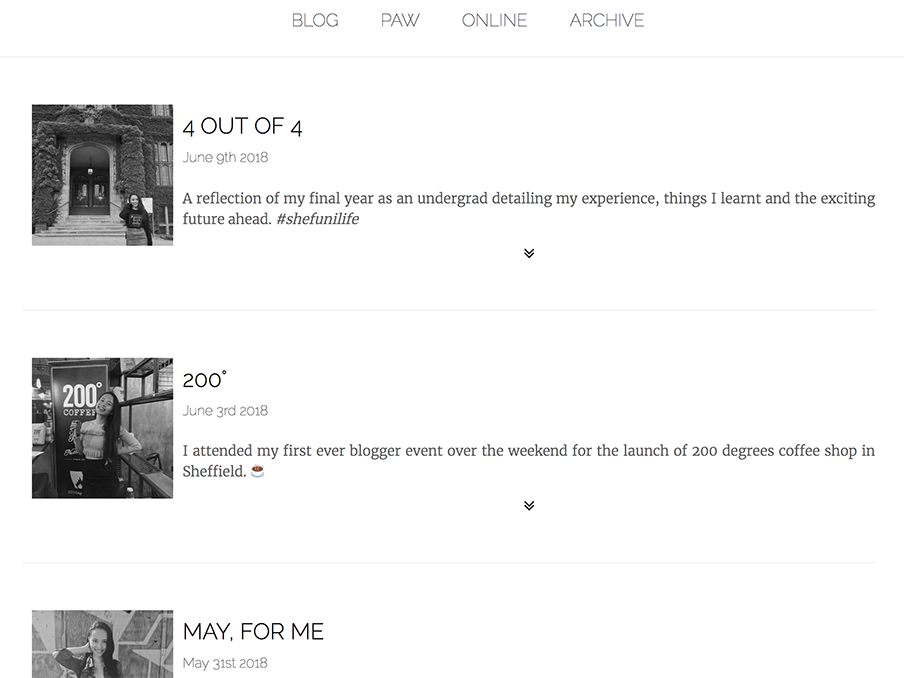 BLOG PAW ONLINE ARCHIVE
4 OUT OF 4
June 9th 2018
A reflection of my final year as an undergrad detailing my experience, things I learnt and the exciting
future ahead. #shefunilife
200°
June 3rd 2018
200°
COFFEE
I attended my first ever blogger event over the weekend for the launch of 200 degrees coffee shop in
Sheffield. ☕
MAY, FOR ME
May 31st 2018